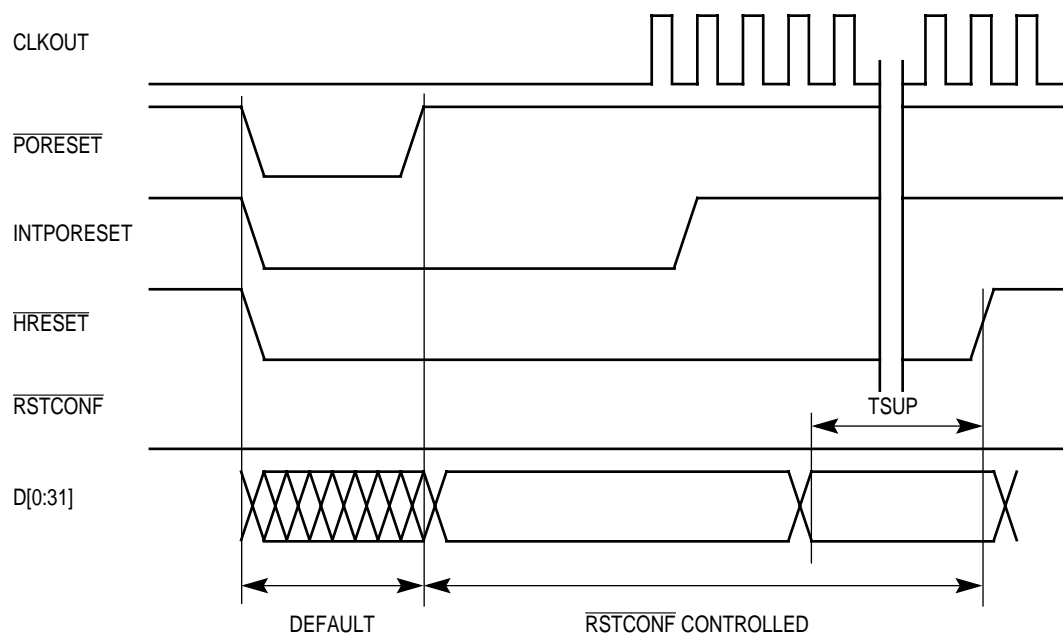 CLKOUT
PORESET
INTPORESET
HRESET
RSTCONF
TSUP
D[0:31]
DEFAULT
RSTCONF CONTROLLED